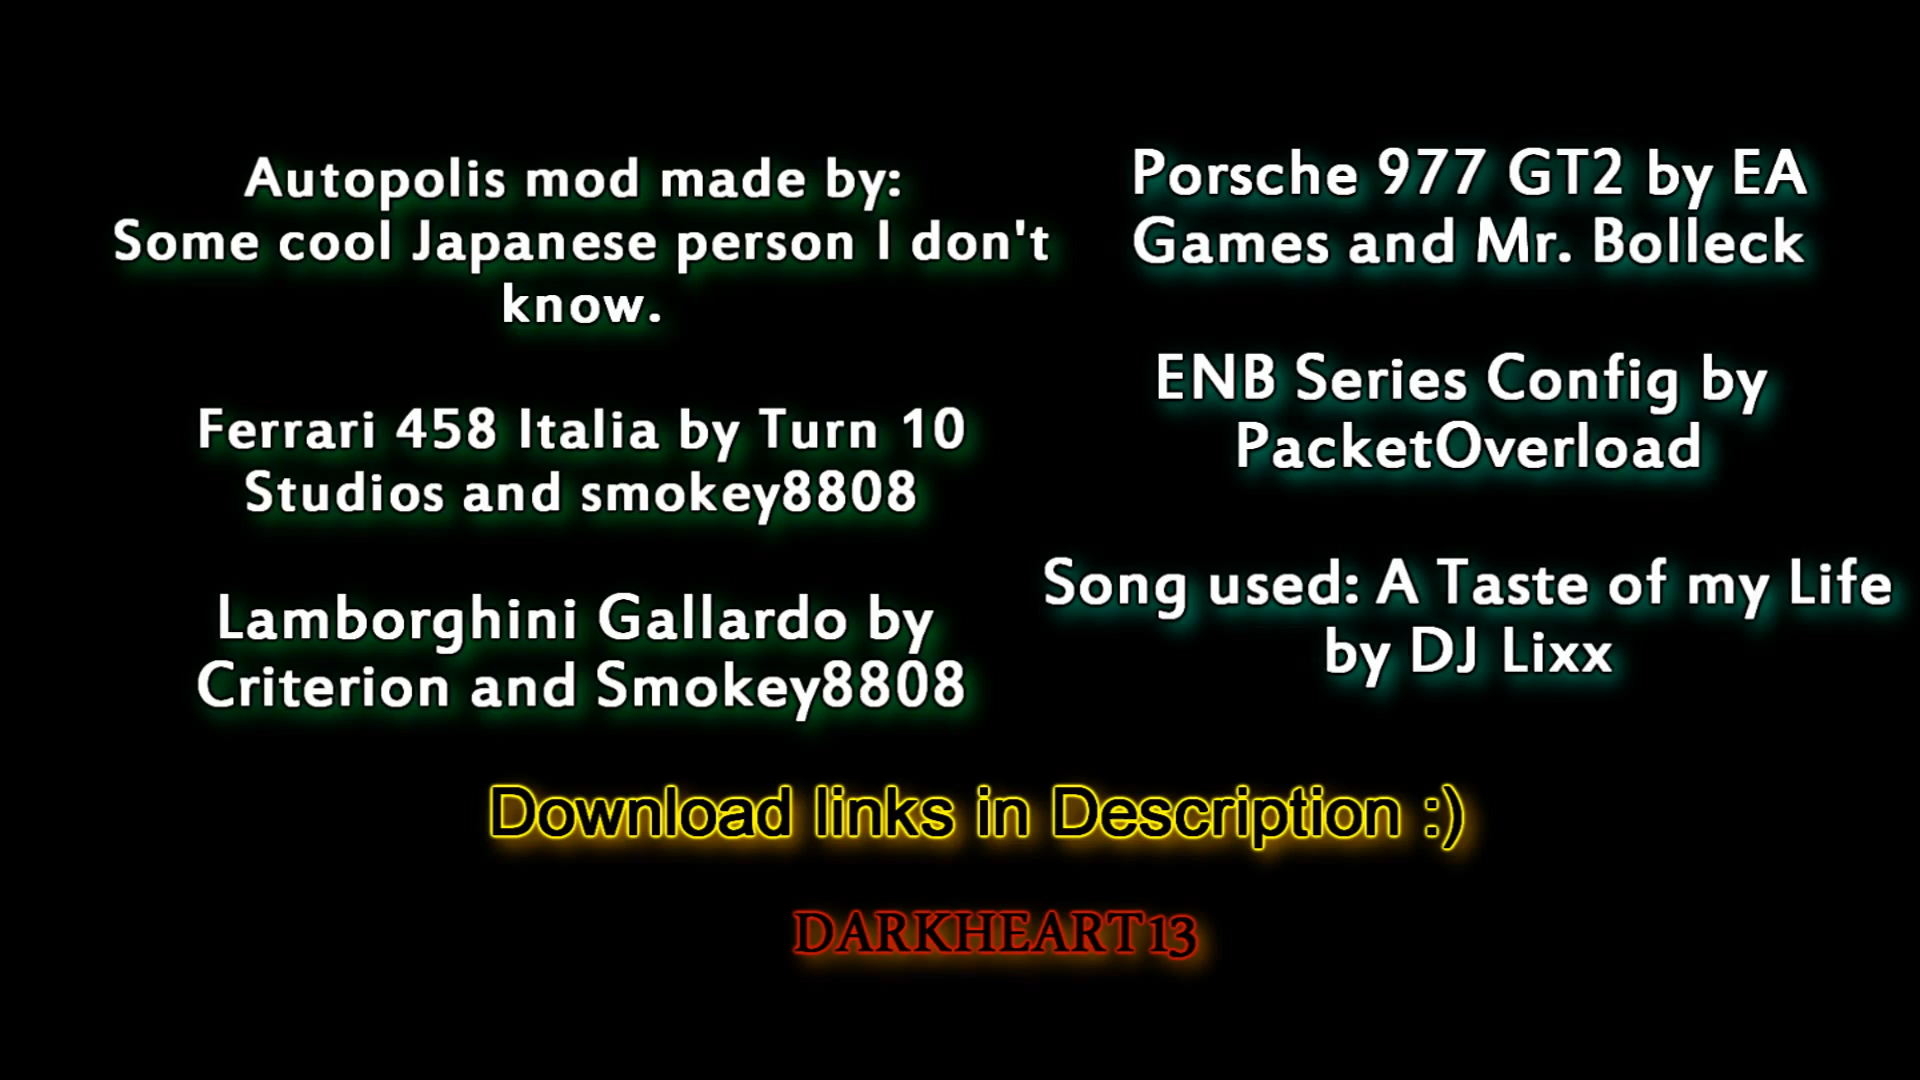 Autopolis mod made by:
Some cool Japanese person I don't
know.
Ferrari 458 Italia by Turn 10
Studios and smokey8808
Lamborghini Gallardo by
Criterion and Smokey8808
Porsche 977 GT2 by EA
Games and Mr. Bolleck
ENB Series Config by
PacketOverload
Song used: A Taste of my Life
by DJ Lixx
Download links in Description :)
DARKHEART13